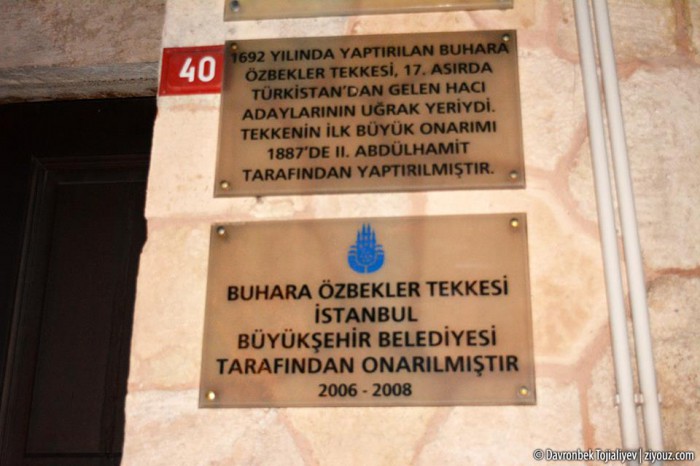 40
1692 YILINDA YAPTIRILAN BUHARA
ÖZBEKLER TEKKESİ, 17. ASIRDA
TÜRKİSTAN'DAN GELEN HACI
ADAYLARININ UĞRAK YERİYDİ.
TEKKENİN İLK BÜYÜK ONARIMI
1887'DE II. ABDÜLHAMİT
TARAFINDAN YAPTIRILMIŞTIR.
BUHARA ÖZBEKLER TEKKESİ
İSTANBUL
BÜYÜKŞEHİR BELEDİYESİ
TARAFINDAN ONARILMIŞTIR
2006 - 2008
© Davronbek Tojialiyev | ziyouz.com